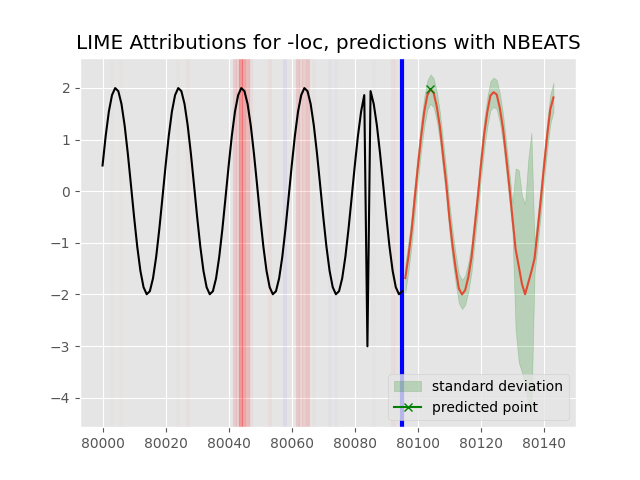 LIME Attributions for -loc, predictions with NBEATS
2
1
0
−1
−2
−3
−4
standard deviation
predicted point
80000 80020 80040 80060 80080 80100 80120 80140